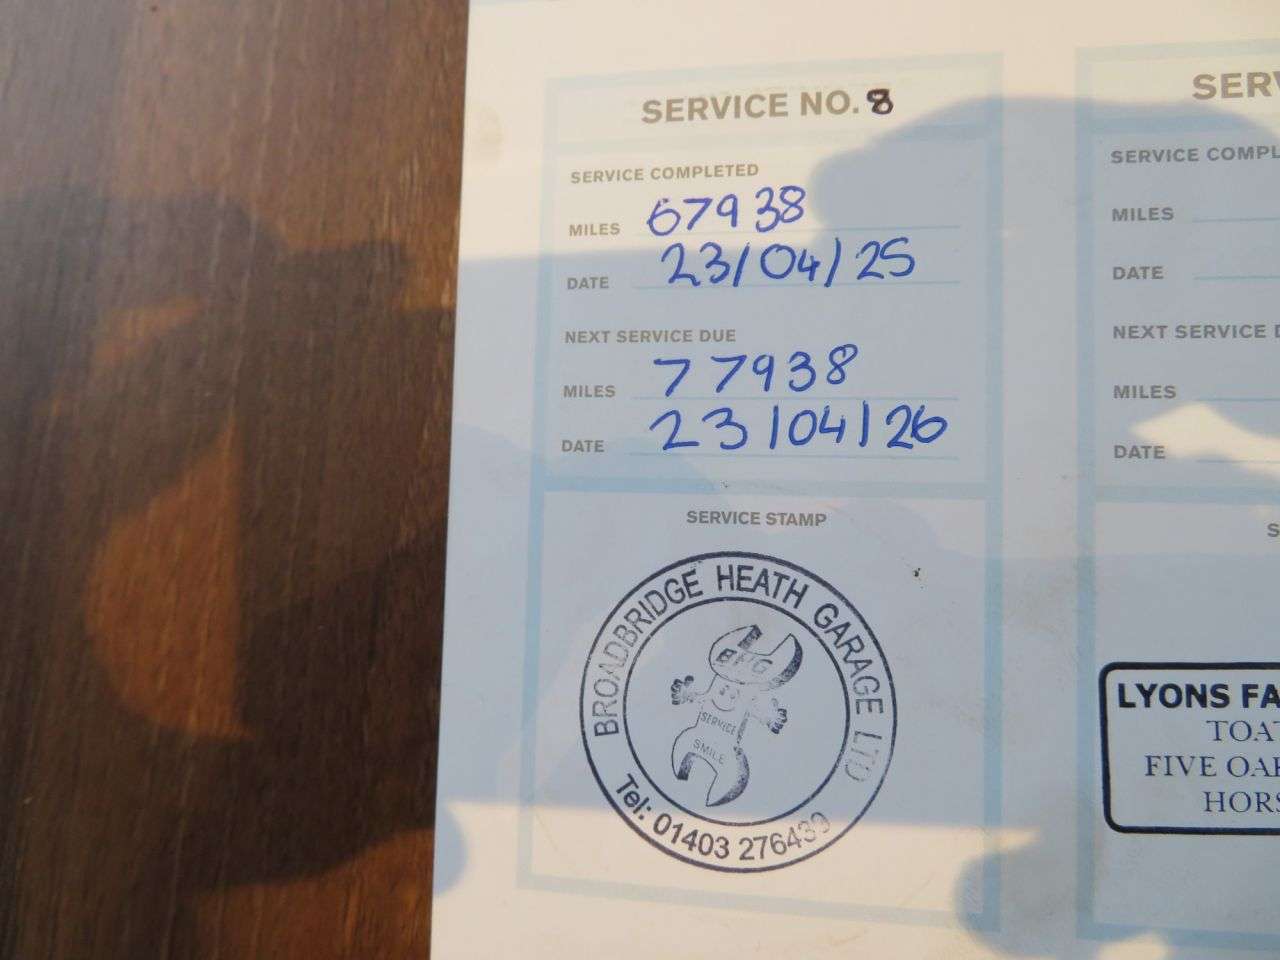 SERVICE NO. 8
SERVICE COMPLETED
MILES 67938
DATE 23/04/25
NEXT SERVICE DUE
MILES 77938
DATE 23/04/26
SERVICE STAMP
BROADBRIDGE HEATH GARAGE LTD
BHG
SERVICE
SMILE
Tel: 01403 276439
SERV
SERVICE COMPL
MILES
DATE
NEXT SERVICE D
MILES
DATE
S
LYONS FA
TOAT
FIVE OAK
HORS